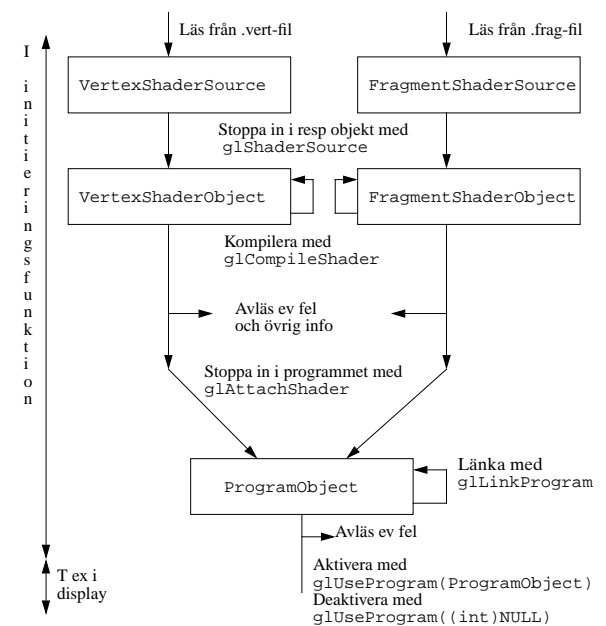 Läs från .vert-fil
Läs från .frag-fil
I initieringsfunktion
VertexShaderSource
FragmentShaderSource
Stoppa in i resp objekt med
glShaderSource
VertexShaderObject
FragmentShaderObject
Kompilera med
glCompileShader
Avläs ev fel
och övrig info
Stoppa in i programmet med
glAttachShader
ProgramObject
Länka med
glLinkProgram
Avläs ev fel
T ex i
display
Aktivera med
glUseProgram(ProgramObject)
Deaktivera med
glUseProgram((int)NULL)